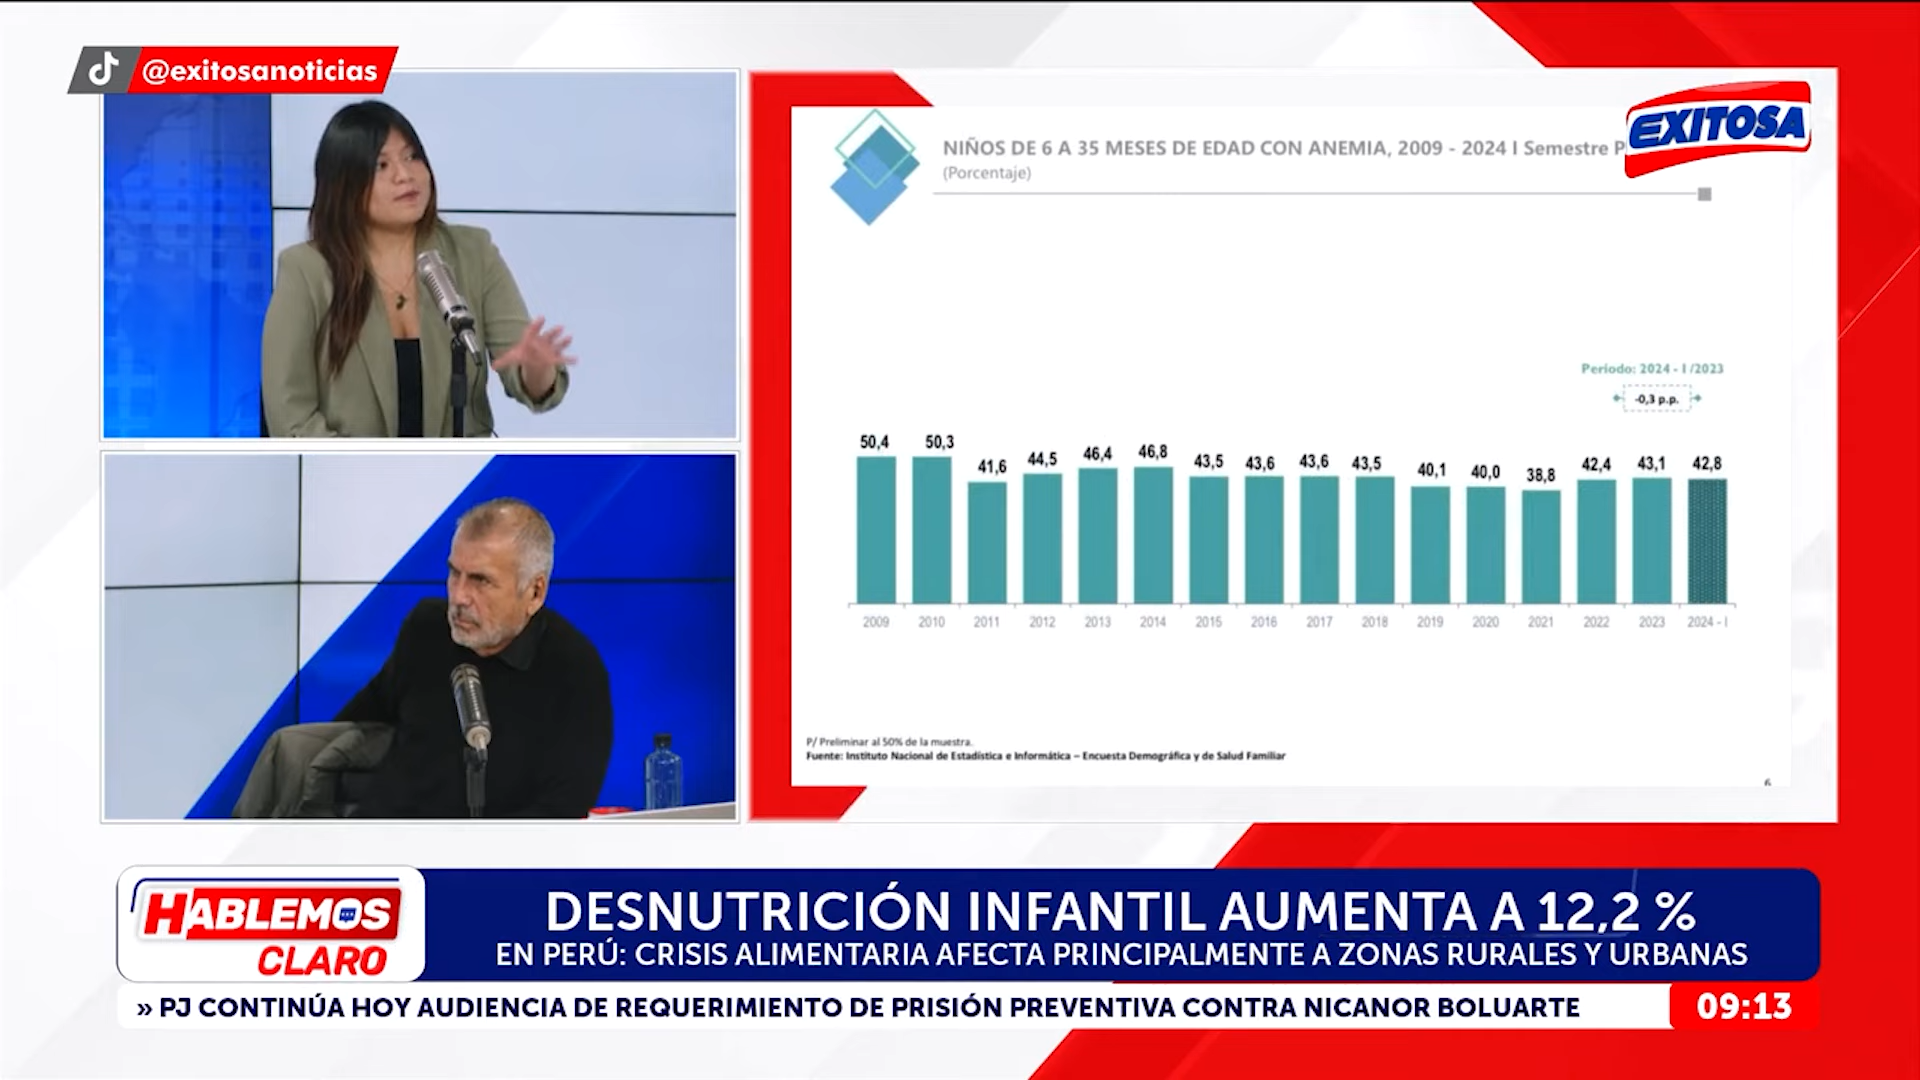 @exitosanoticias
EXITOSA
NIÑOS DE 6 A 35 MESES DE EDAD CON ANEMIA, 2009 - 2024 I Semestre
(Porcentaje)
Periodo: 2024 - I /2023
-0,3 p.p.
50,4 50,3 41,6 44,5 46,4 46,8 43,5 43,6 43,6 43,5 40,1 40,0 38,8 42,4 43,1 42,8
2009 2010 2011 2012 2013 2014 2015 2016 2017 2018 2019 2020 2021 2022 2023 2024 - I
P/ Preliminar al 50% de la muestra.
Fuente: Instituto Nacional de Estadística e Informática – Encuesta Demográfica y de Salud Familiar
HABLEMOS
CLARO
DESNUTRICIÓN INFANTIL AUMENTA A 12,2 %
EN PERÚ: CRISIS ALIMENTARIA AFECTA PRINCIPALMENTE A ZONAS RURALES Y URBANAS
» PJ CONTINÚA HOY AUDIENCIA DE REQUERIMIENTO DE PRISIÓN PREVENTIVA CONTRA NICANOR BOLUARTE
09:13